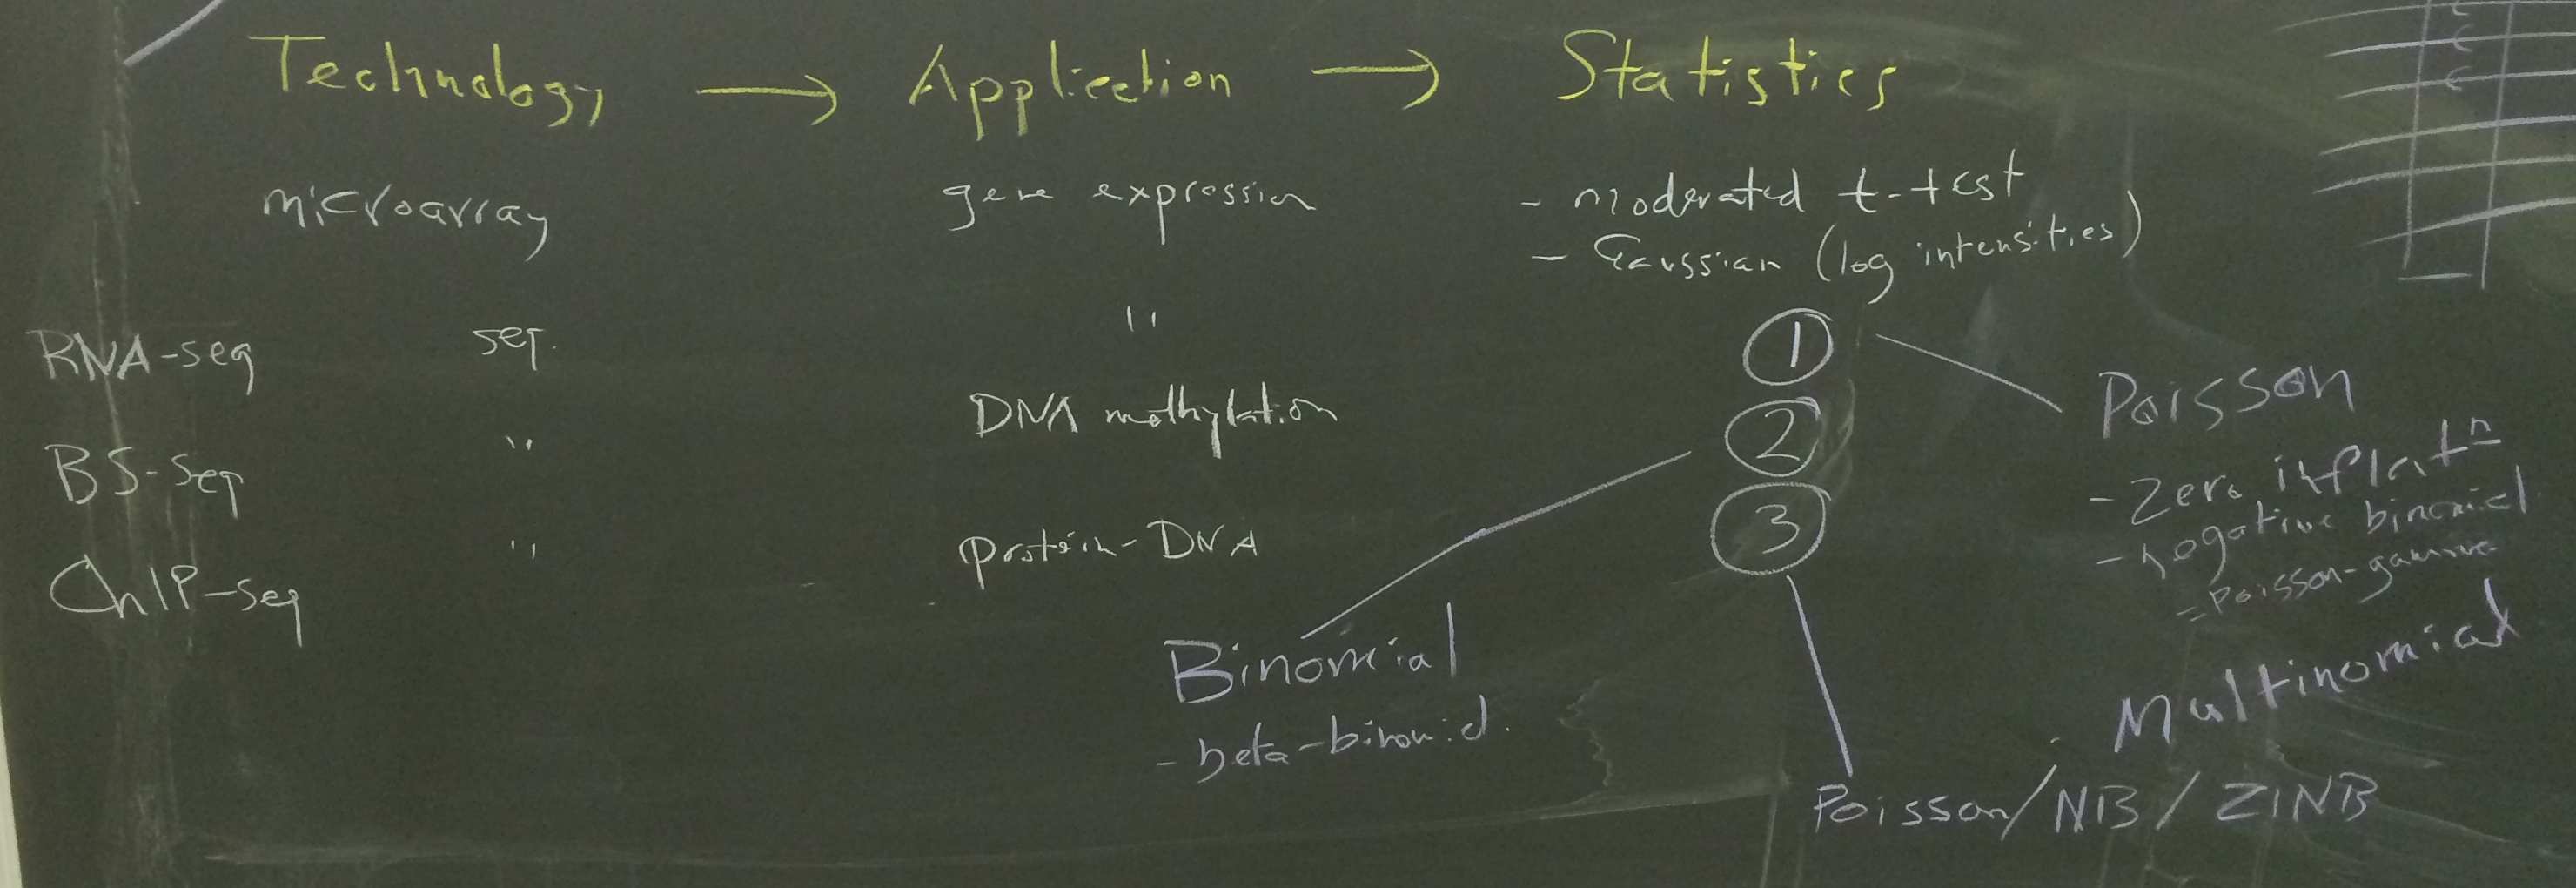 Technology → Application → Statistics
microarray gene expression - moderated t-test
- Gaussian (log intensities)
RNA-seq seq. " ①
BS-seq " DNA methylation ②
ChIP-seq " protein-DNA ③
Poisson
- Zero inflatⁿ
- negative binomial
= Poisson-gamma
Multinomial
Binomial
- beta-binomial.
Poisson/NB/ZINB